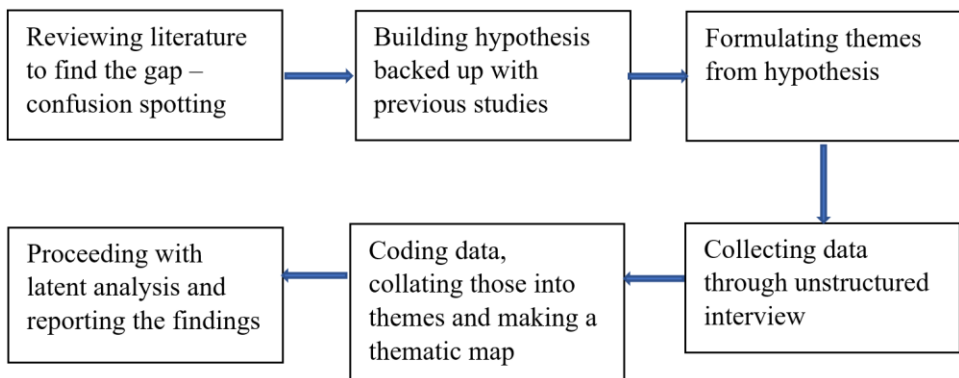 Reviewing literature
to find the gap –
confusion spotting
Building hypothesis
backed up with
previous studies
Formulating themes
from hypothesis
Collecting data
through unstructured
interview
Coding data,
collating those into
themes and making a
thematic map
Proceeding with
latent analysis and
reporting the findings